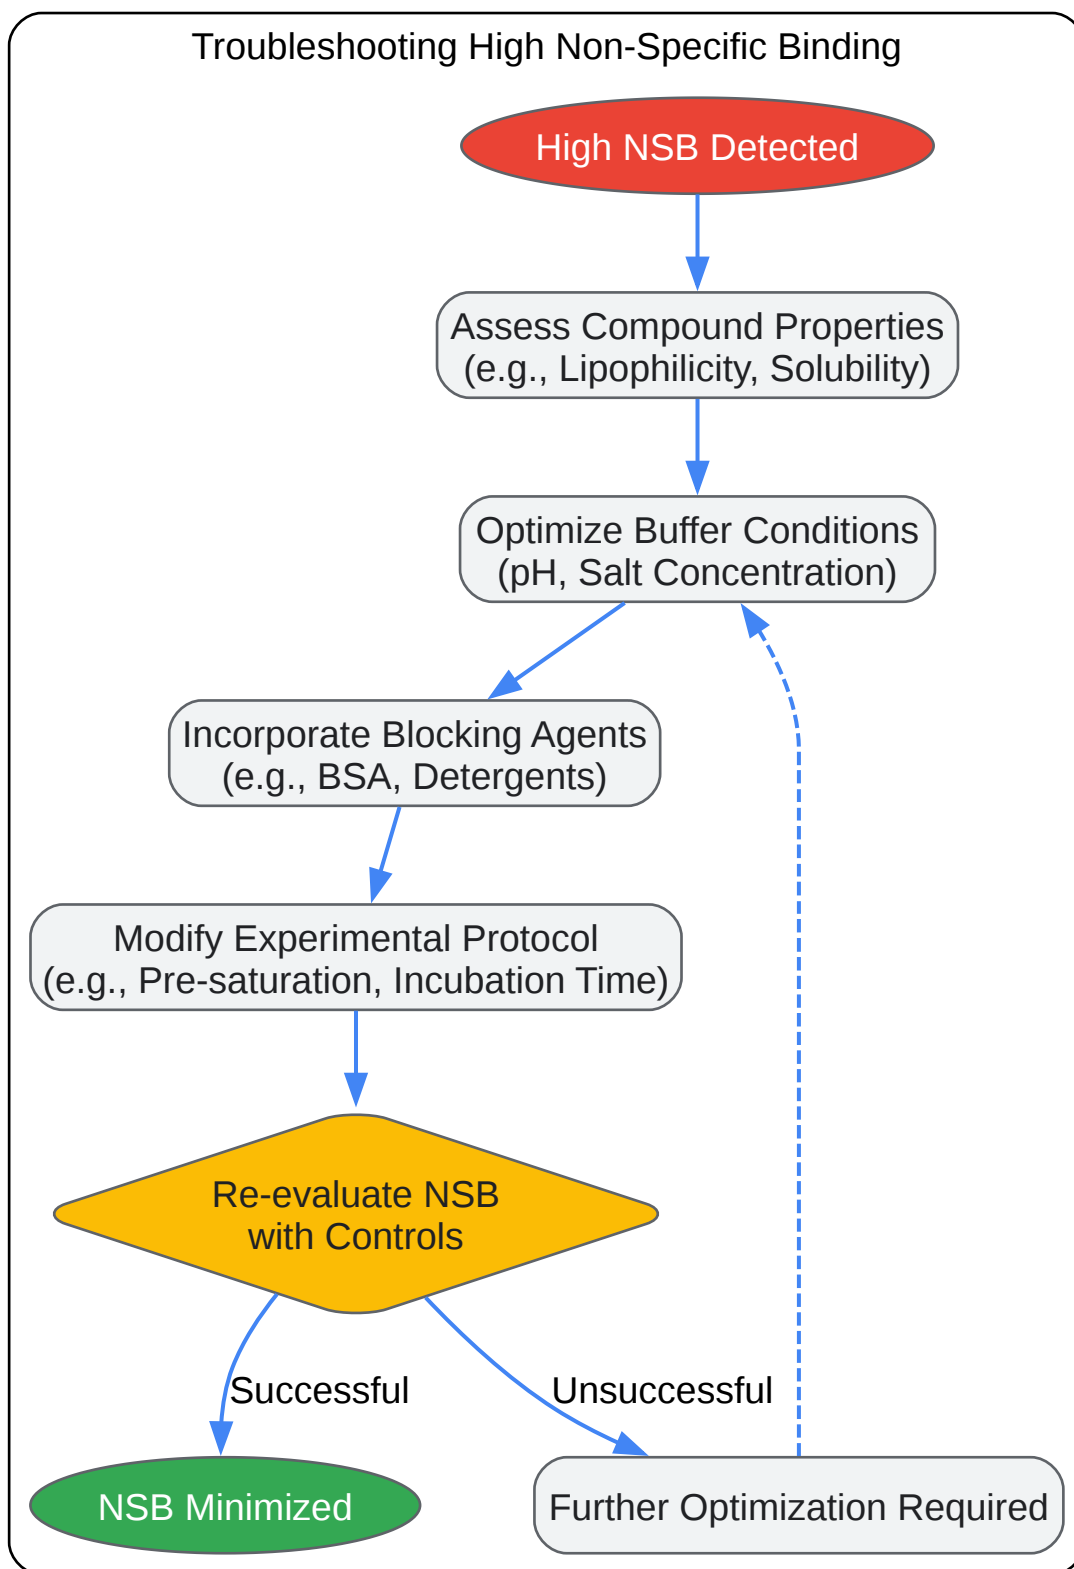 Troubleshooting High Non-Specific Binding
High NSB Detected
Assess Compound Properties
(e.g., Lipophilicity, Solubility)
Optimize Buffer Conditions
(pH, Salt Concentration)
Incorporate Blocking Agents
(e.g., BSA, Detergents)
Modify Experimental Protocol
(e.g., Pre-saturation, Incubation Time)
Re-evaluate NSB
with Controls
Successful
Unsuccessful
NSB Minimized
Further Optimization Required